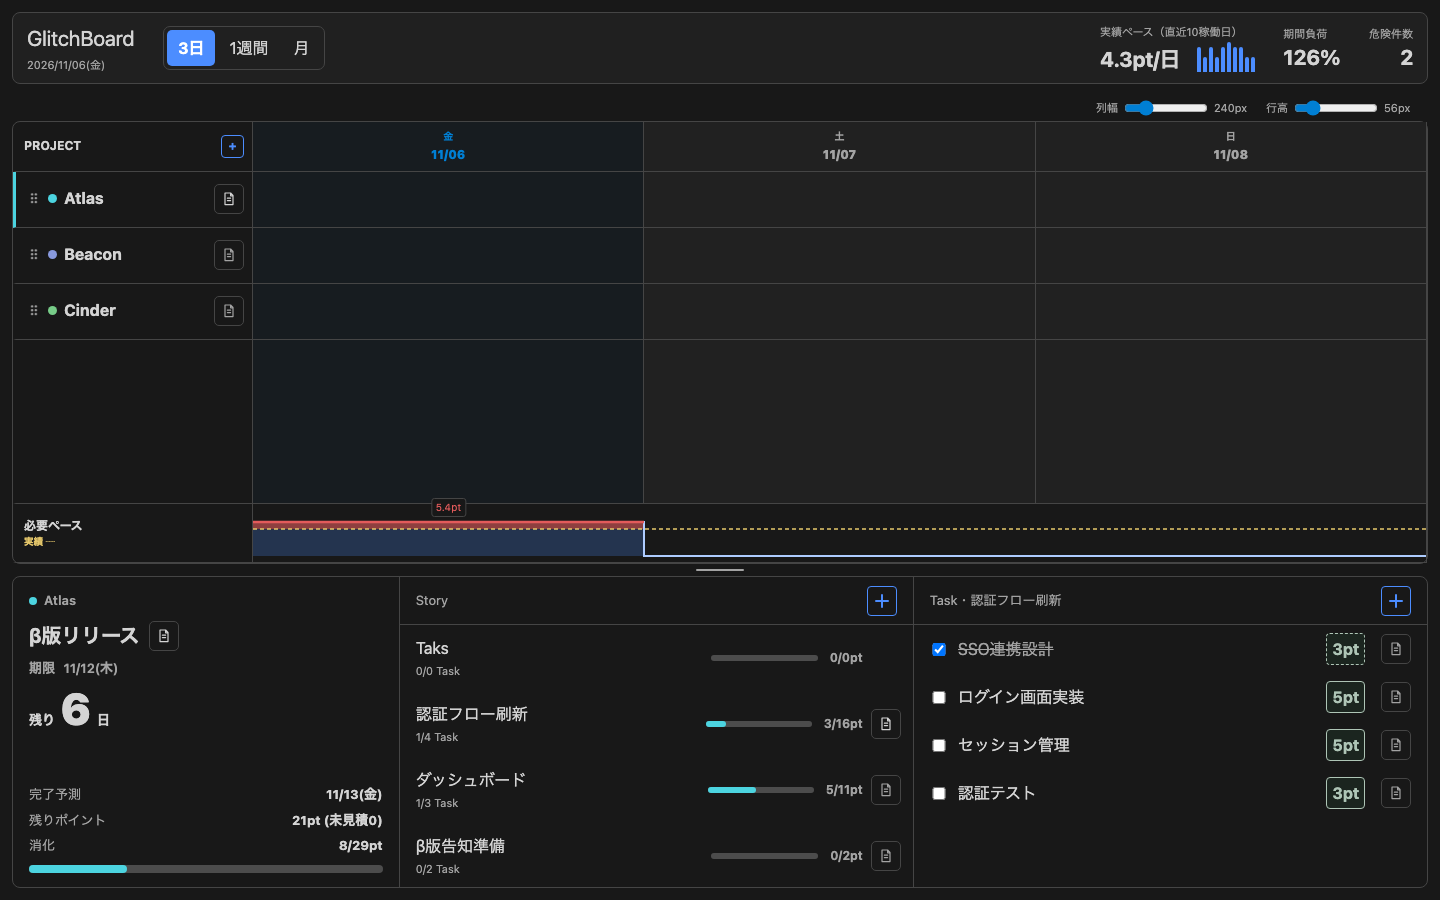 GlitchBoard
2026/11/06(金)
3日 1週間 月
実績ペース（直近10稼働日）
4.3pt/日
期間負荷
126%
危険件数
2
列幅 240px 行高 56px
PROJECT +
金
11/06
土
11/07
日
11/08
Atlas
Beacon
Cinder
必要ペース
実績
5.4pt
Atlas
β版リリース
期限 11/12(木)
残り 6 日
完了予測 11/13(金)
残りポイント 21pt (未見積0)
消化 8/29pt
Story +
Taks
0/0 Task
0/0pt
認証フロー刷新
1/4 Task
3/16pt
ダッシュボード
1/3 Task
5/11pt
β版告知準備
0/2 Task
0/2pt
Task・認証フロー刷新 +
SSO連携設計 3pt
ログイン画面実装 5pt
セッション管理 5pt
認証テスト 3pt